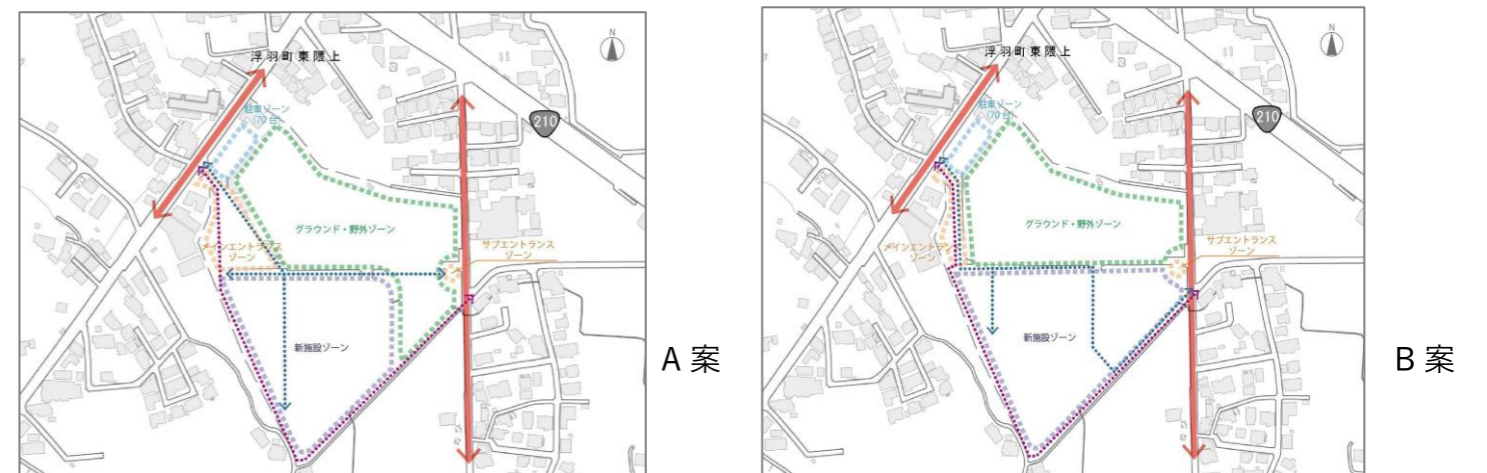 N
浮羽町東隈上
駐車ゾーン
(70台)
210
グラウンド・野外ゾーン
メインエントランス
ゾーン
サブエントランス
ゾーン
新施設ゾーン
A案
N
浮羽町東隈上
駐車ゾーン
(70台)
210
グラウンド・野外ゾーン
メインエントランス
ゾーン
サブエントランス
ゾーン
新施設ゾーン
B案